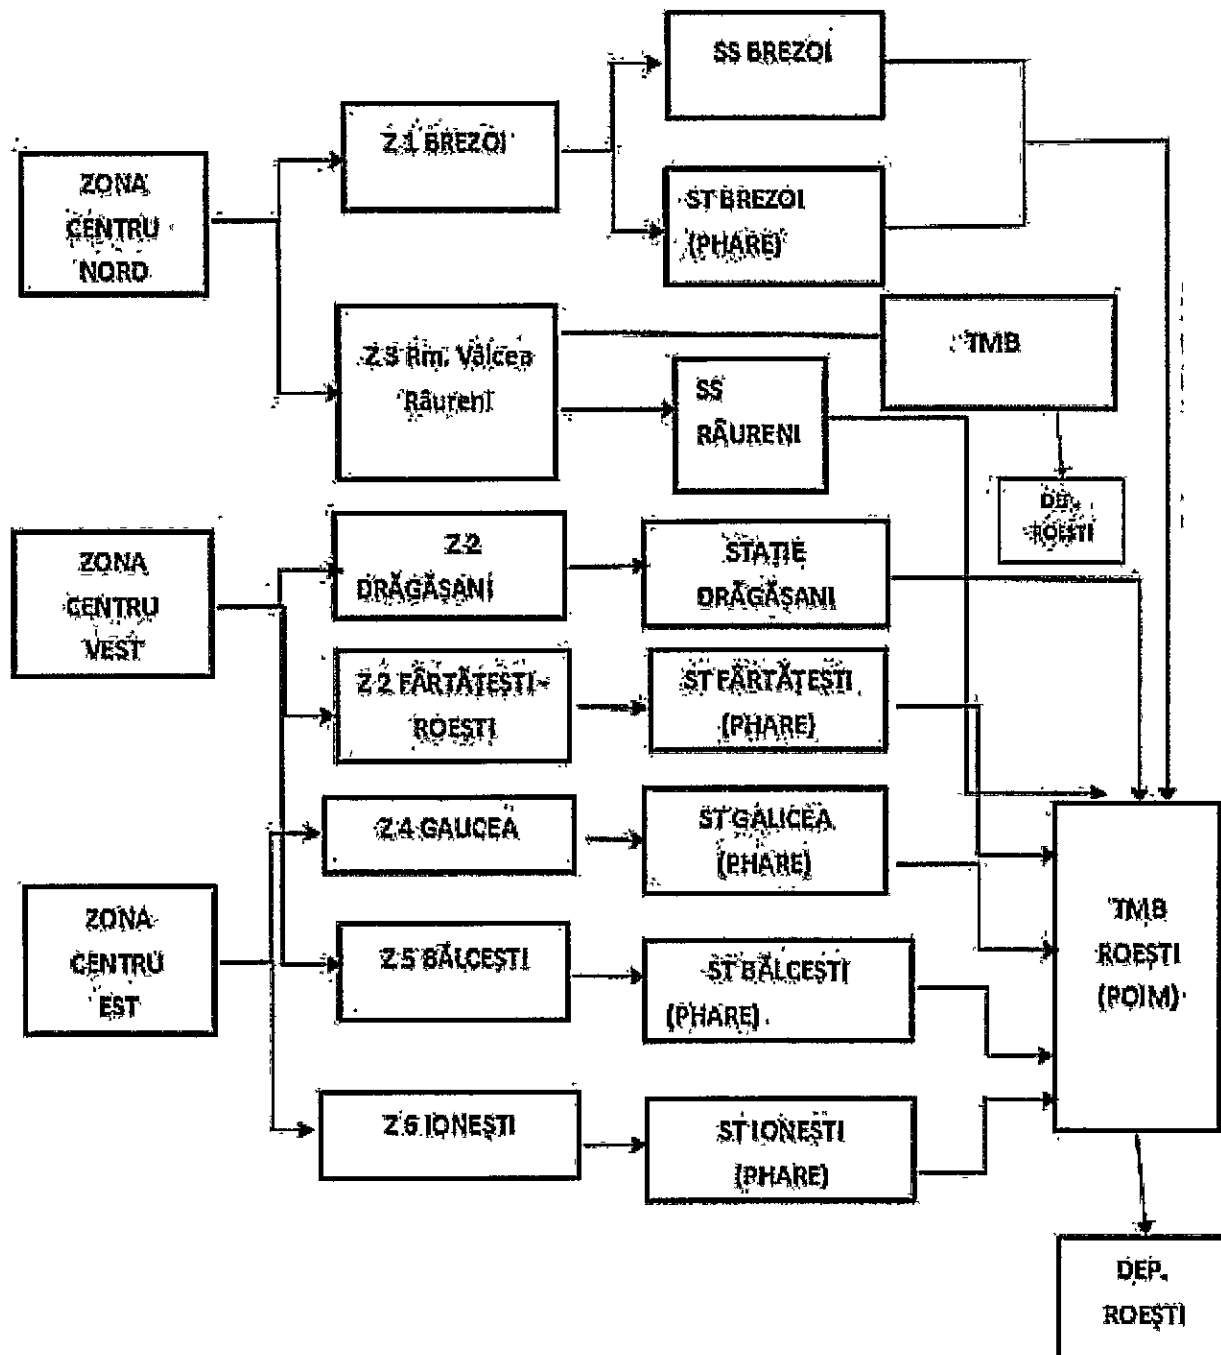 SS BREZOI
Z 1 BREZOI
ZONA
CENTRU
NORD
ST BREZOI
(PHARE)
Z 3 Rm. Vâlcea
Râureni
TMB
SS
RÂURENI
DEP.
ROEȘTI
ZONA
CENTRU
VEST
Z 2
DRĂGĂȘANI
STAȚIE
DRĂGĂȘANI
Z 2 FÂRTĂȚEȘTI -
ROEȘTI
ST FÂRTĂȚEȘTI
(PHARE)
Z 4 GALICEA
ST GALICEA
(PHARE)
ZONA
CENTRU
EST
Z 5 BĂLCEȘTI
ST BĂLCEȘTI
(PHARE)
TMB
ROEȘTI
(POIM)
Z 6 IONEȘTI
ST IONEȘTI
(PHARE)
DEP.
ROEȘTI